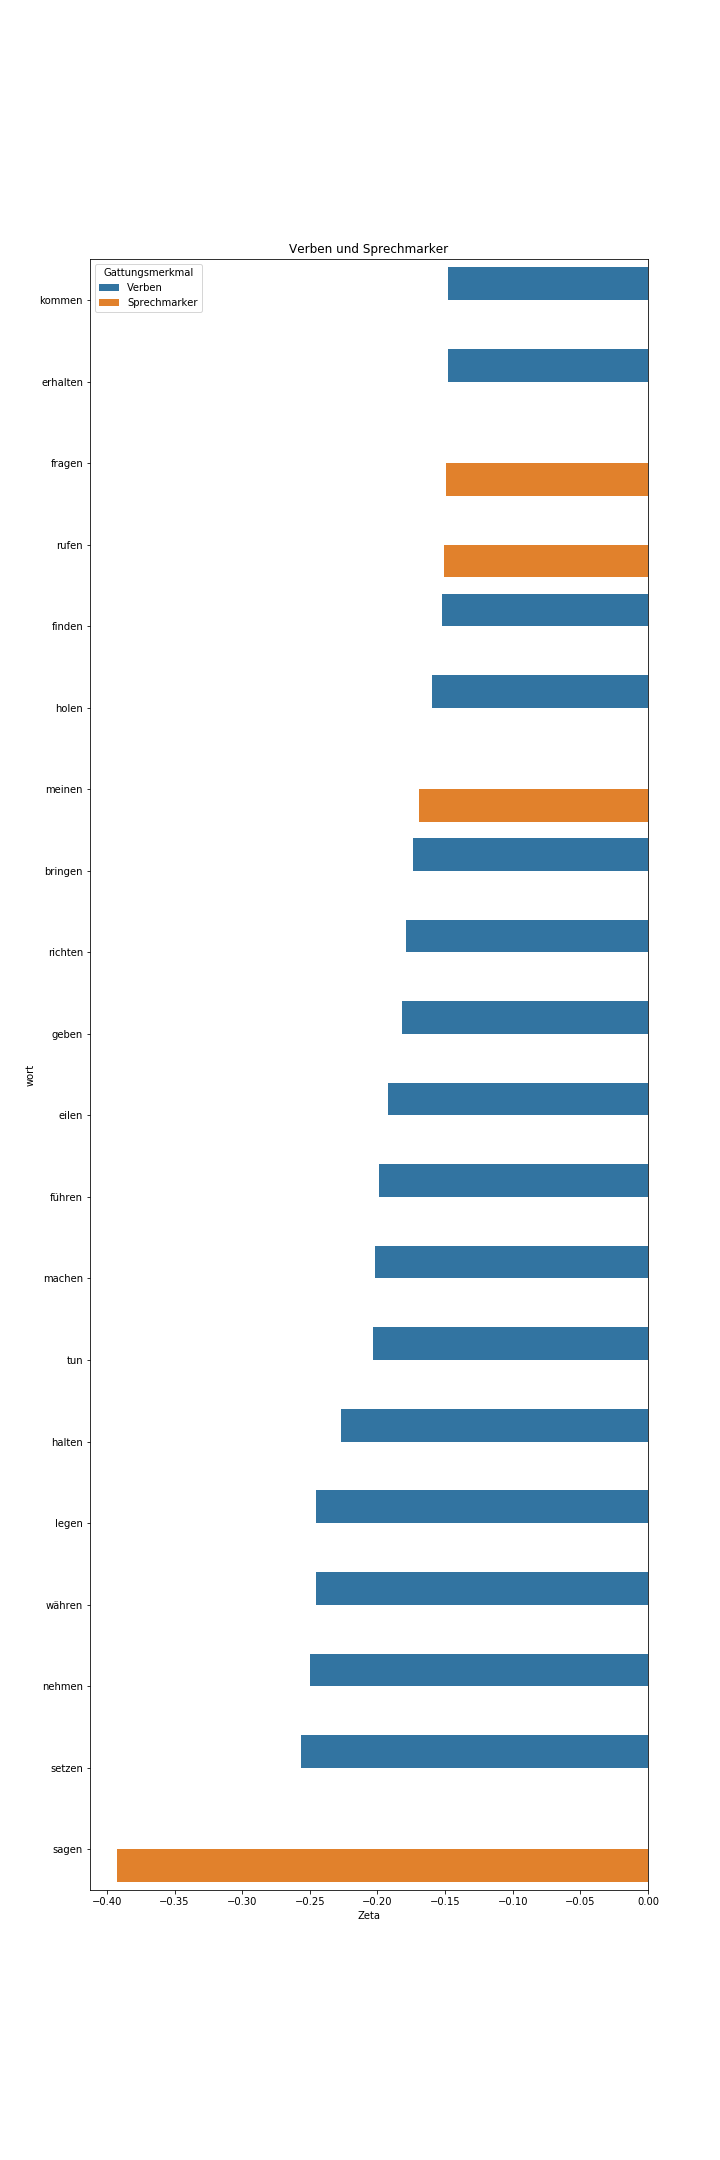 Verben und Sprechmarker
Gattungsmerkmal
Verben
Sprechmarker
kommen
erhalten
fragen
rufen
finden
holen
meinen
bringen
richten
geben
eilen
führen
machen
tun
halten
legen
währen
nehmen
setzen
sagen
wort
−0.40 −0.35 −0.30 −0.25 −0.20 −0.15 −0.10 −0.05 0.00
Zeta